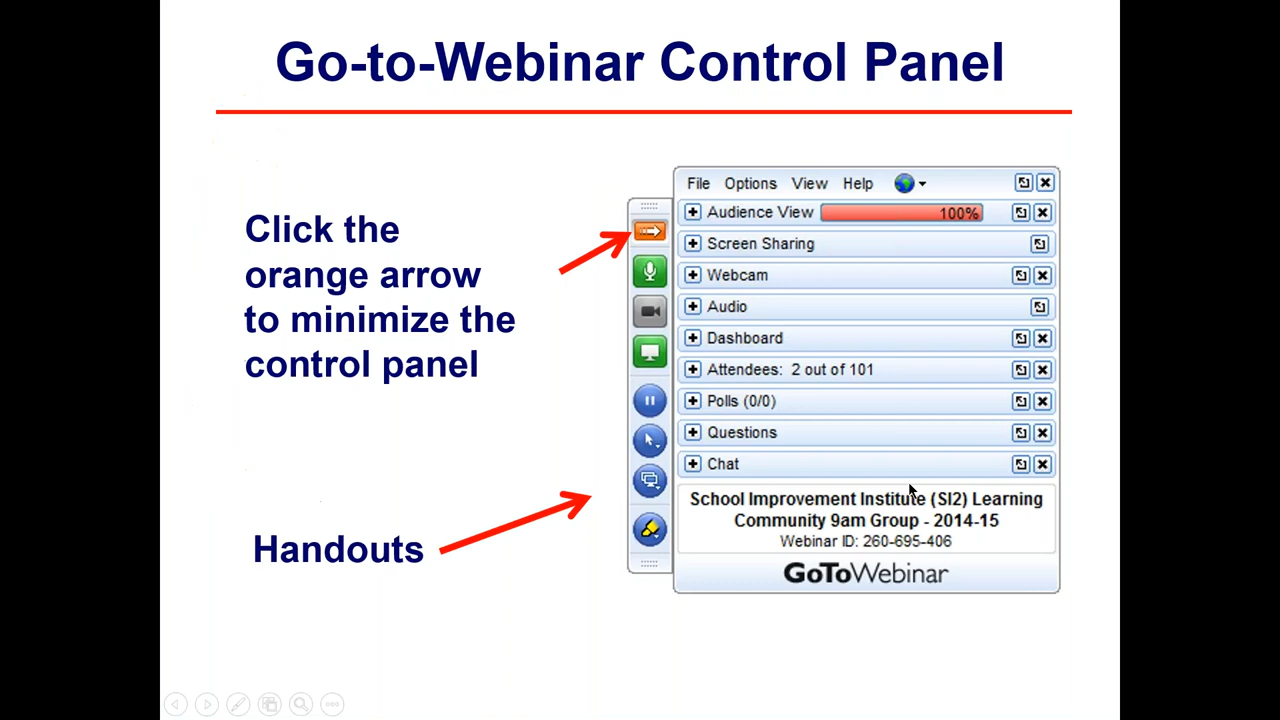 Go-to-Webinar Control Panel
Click the
orange arrow
to minimize the
control panel
Handouts
File Options View Help
Audience View 100%
Screen Sharing
Webcam
Audio
Dashboard
Attendees: 2 out of 101
Polls (0/0)
Questions
Chat
School Improvement Institute (SI2) Learning
Community 9am Group - 2014-15
Webinar ID: 260-695-406
GoToWebinar